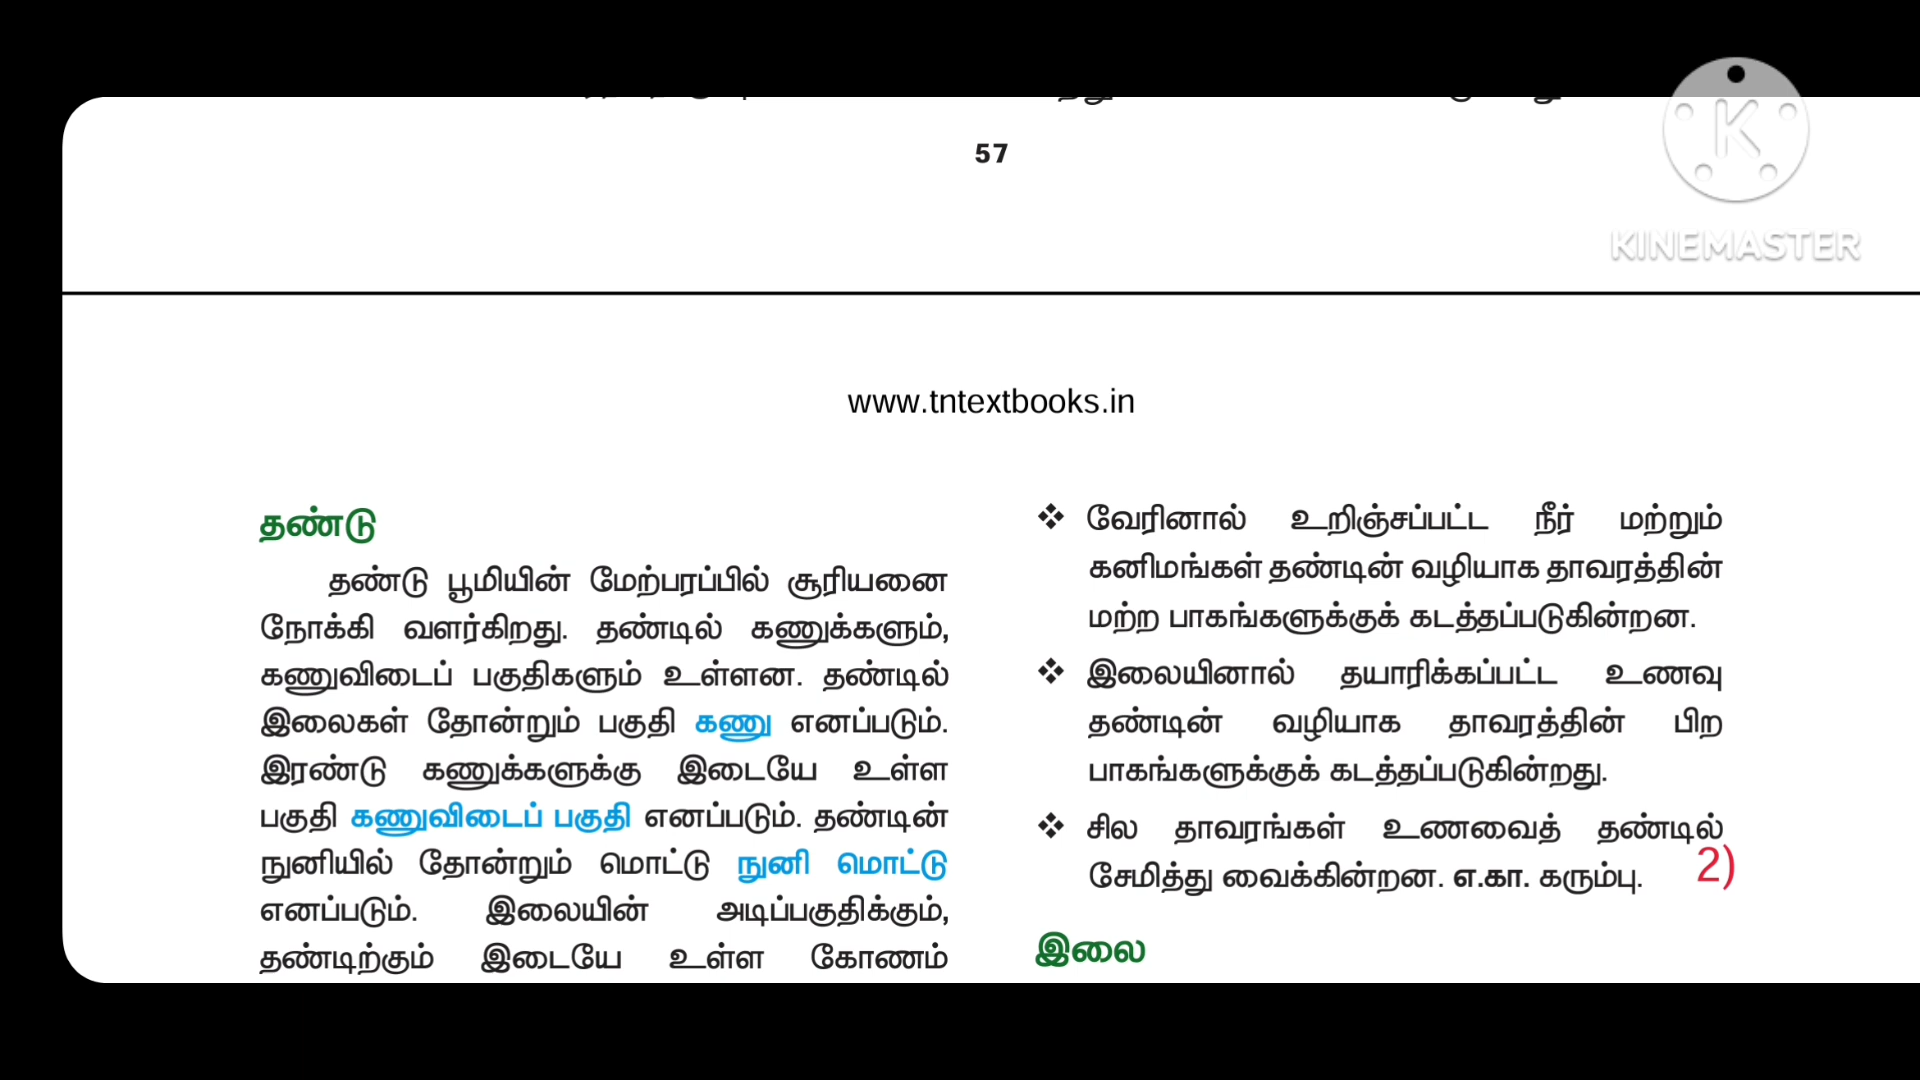 57
KINEMASTER
www.tntextbooks.in
தண்டு
தண்டு பூமியின் மேற்பரப்பில் சூரியனை
நோக்கி வளர்கிறது. தண்டில் கணுக்களும்,
கணுவிடைப் பகுதிகளும் உள்ளன. தண்டில்
இலைகள் தோன்றும் பகுதி கணு எனப்படும்.
இரண்டு கணுக்களுக்கு இடையே உள்ள
பகுதி கணுவிடைப் பகுதி எனப்படும். தண்டின்
நுனியில் தோன்றும் மொட்டு நுனி மொட்டு
எனப்படும். இலையின் அடிப்பகுதிக்கும்,
தண்டிற்கும் இடையே உள்ள கோணம்
❖ வேரினால் உறிஞ்சப்பட்ட நீர் மற்றும்
கனிமங்கள் தண்டின் வழியாக தாவரத்தின்
மற்ற பாகங்களுக்குக் கடத்தப்படுகின்றன.
❖ இலையினால் தயாரிக்கப்பட்ட உணவு
தண்டின் வழியாக தாவரத்தின் பிற
பாகங்களுக்குக் கடத்தப்படுகின்றது.
❖ சில தாவரங்கள் உணவைத் தண்டில்
சேமித்து வைக்கின்றன. எ.கா. கரும்பு.
2)
இலை